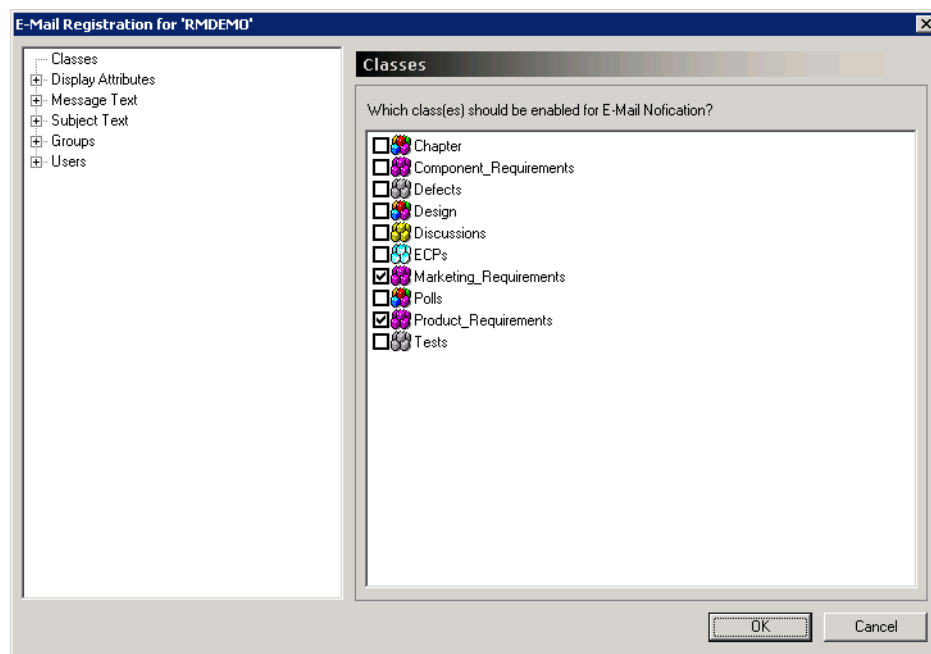 E-Mail Registration for 'RMDEMO'
Classes
Display Attributes
Message Text
Subject Text
Groups
Users
Classes
Which class(es) should be enabled for E-Mail Nofication?
Chapter
Component_Requirements
Defects
Design
Discussions
ECPs
Marketing_Requirements
Polls
Product_Requirements
Tests
OK
Cancel